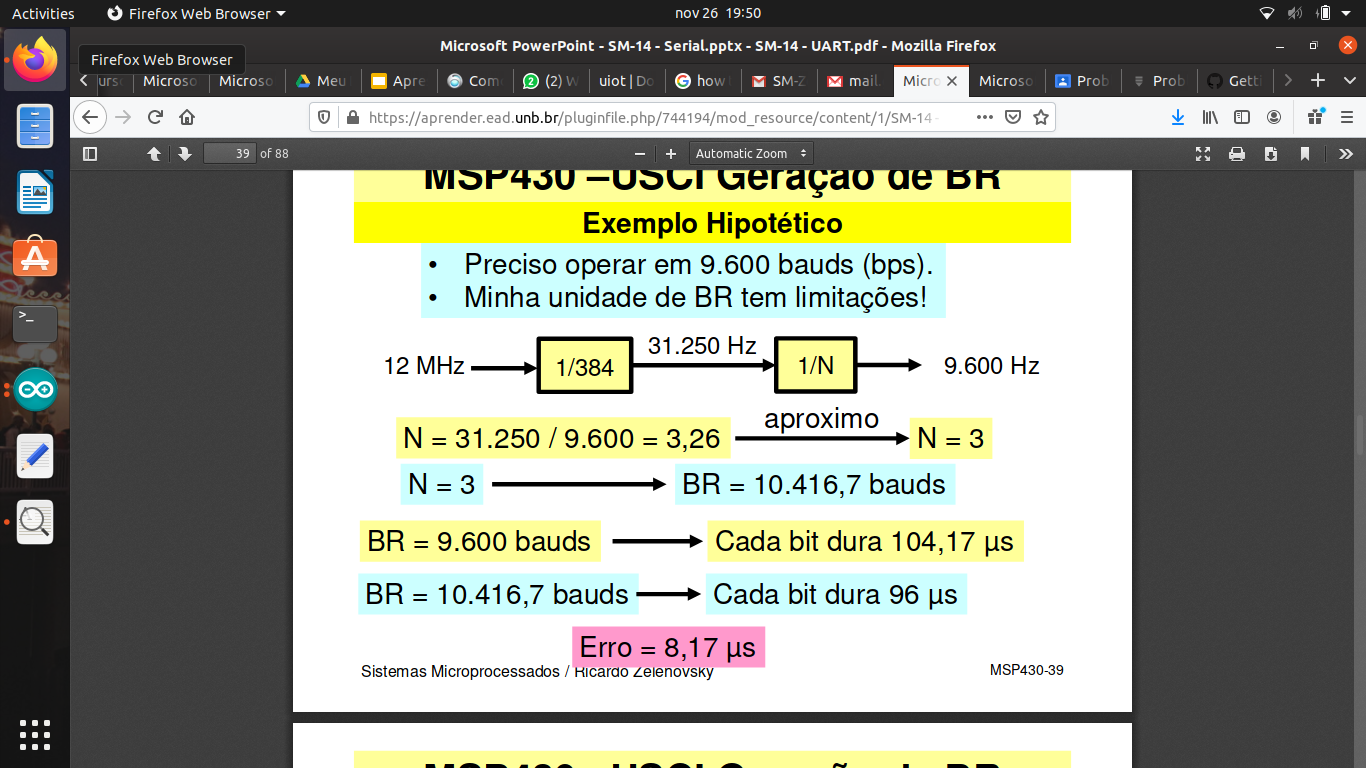 Activities
Firefox Web Browser
nov 26 19:50
Microsoft PowerPoint - SM-14 - Serial.pptx - SM-14 - UART.pdf - Mozilla Firefox
Firefox Web Browser
Microso
Microso
Meu
Apre
Com
(2) W
uiot | Do
how
SM-Z
mail.
Micro
Microso
Prob
Prob
Getti
https://aprender.ead.unb.br/pluginfile.php/744194/mod_resource/content/1/SM-14-
39 of 88
Automatic Zoom
MSP430 –USCI Geração de BR
Exemplo Hipotético
• Preciso operar em 9.600 bauds (bps).
• Minha unidade de BR tem limitações!
12 MHz
1/384
31.250 Hz
1/N
9.600 Hz
N = 31.250 / 9.600 = 3,26
aproximo
N = 3
N = 3
BR = 10.416,7 bauds
BR = 9.600 bauds
Cada bit dura 104,17 µs
BR = 10.416,7 bauds
Cada bit dura 96 µs
Erro = 8,17 µs
Sistemas Microprocessados / Ricardo Zelenovsky
MSP430-39
MSP430 –USCI Geração de BR